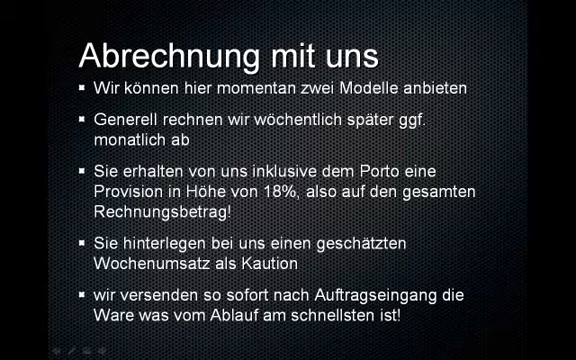 Abrechnung mit uns
Wir können hier momentan zwei Modelle anbieten
Generell rechnen wir wöchentlich später ggf.
monatlich ab
Sie erhalten von uns inklusive dem Porto eine
Provision in Höhe von 18%, also auf den gesamten
Rechnungsbetrag!
Sie hinterlegen bei uns einen geschätzten
Wochenumsatz als Kaution
wir versenden so sofort nach Auftragseingang die
Ware was vom Ablauf am schnellsten ist!